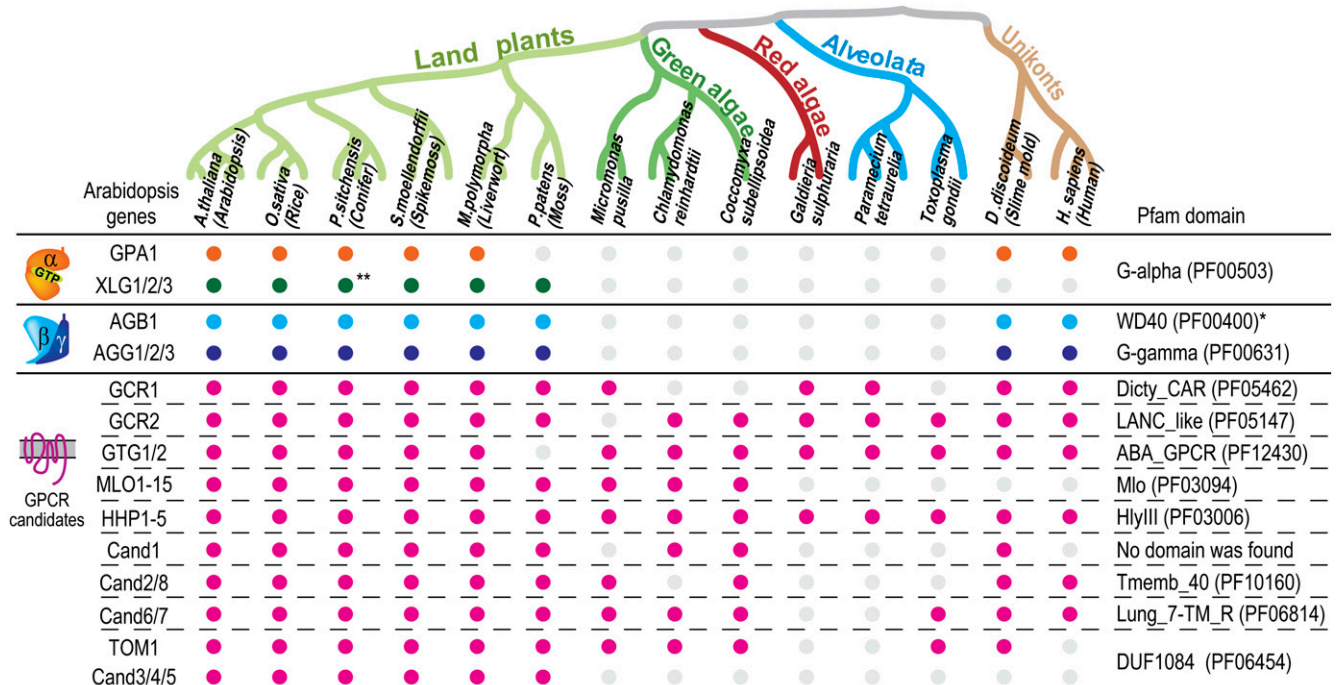 Land plants
Green algae
Red algae
Alveolata
Unikonts
Arabidopsis
genes
A.thaliana
(Arabidopsis)
O.sativa
(Rice)
P.sitchensis
(Conifer)
S.moellendorffii
(Spikemoss)
M.polymorpha
(Liverwort)
P.patens
(Moss)
Micromonas
pusilla
Chlamydomonas
reinhardtii
Coccomyxa
subellipsoidea
Galdieria
sulphuraria
Paramecium
tetraurelia
Toxoplasma
gondii
D.discoideum
(Slime mold)
H. sapiens
(Human)
Pfam domain
α
GTP
GPA1
XLG1/2/3
**
G-alpha (PF00503)
β γ
AGB1
WD40 (PF00400)*
AGG1/2/3
G-gamma (PF00631)
GPCR
candidates
GCR1
Dicty_CAR (PF05462)
GCR2
LANC_like (PF05147)
GTG1/2
ABA_GPCR (PF12430)
MLO1-15
Mlo (PF03094)
HHP1-5
HlyIII (PF03006)
Cand1
No domain was found
Cand2/8
Tmemb_40 (PF10160)
Cand6/7
Lung_7-TM_R (PF06814)
TOM1
Cand3/4/5
DUF1084 (PF06454)